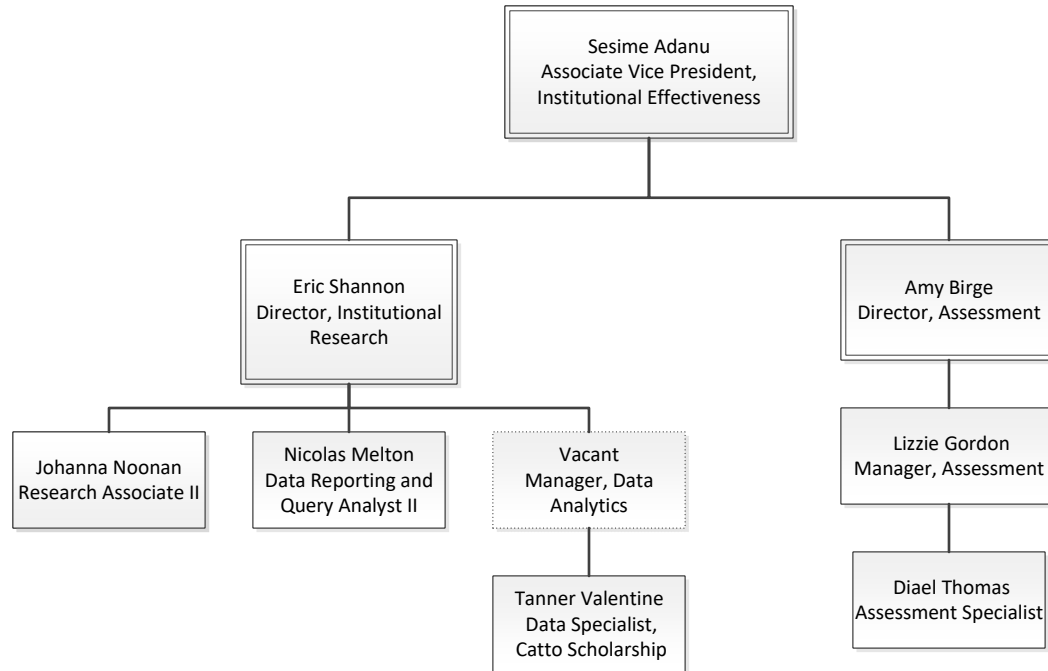 Sesime Adanu
Associate Vice President,
Institutional Effectiveness
Eric Shannon
Director, Institutional
Research
Amy Birge
Director, Assessment
Johanna Noonan
Research Associate II
Nicolas Melton
Data Reporting and
Query Analyst II
Vacant
Manager, Data
Analytics
Lizzie Gordon
Manager, Assessment
Tanner Valentine
Data Specialist,
Catto Scholarship
Diael Thomas
Assessment Specialist